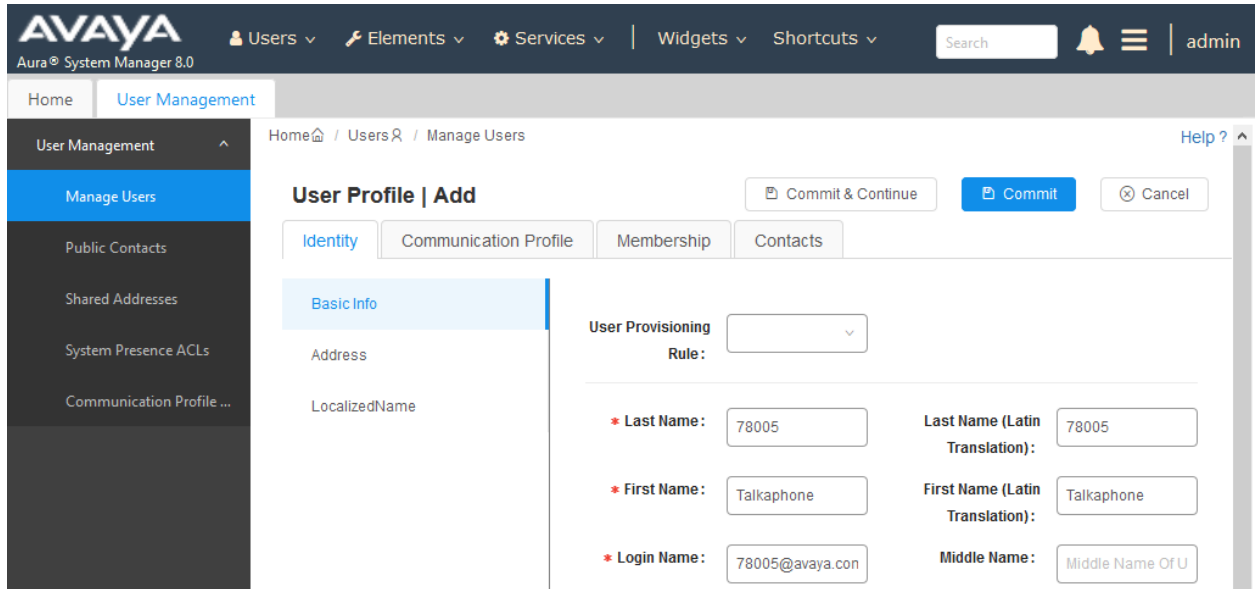 AVAYA
Aura® System Manager 8.0
Users Elements Services Widgets Shortcuts Search admin
Home User Management
User Management
Manage Users
Public Contacts
Shared Addresses
System Presence ACLs
Communication Profile ...
Home / Users / Manage Users Help ?
User Profile | Add Commit & Continue Commit Cancel
Identity Communication Profile Membership Contacts
Basic Info
Address
LocalizedName
User Provisioning
Rule :
* Last Name : 78005 Last Name (Latin
Translation) : 78005
* First Name : Talkaphone First Name (Latin
Translation) : Talkaphone
* Login Name : 78005@avaya.con Middle Name : Middle Name Of U